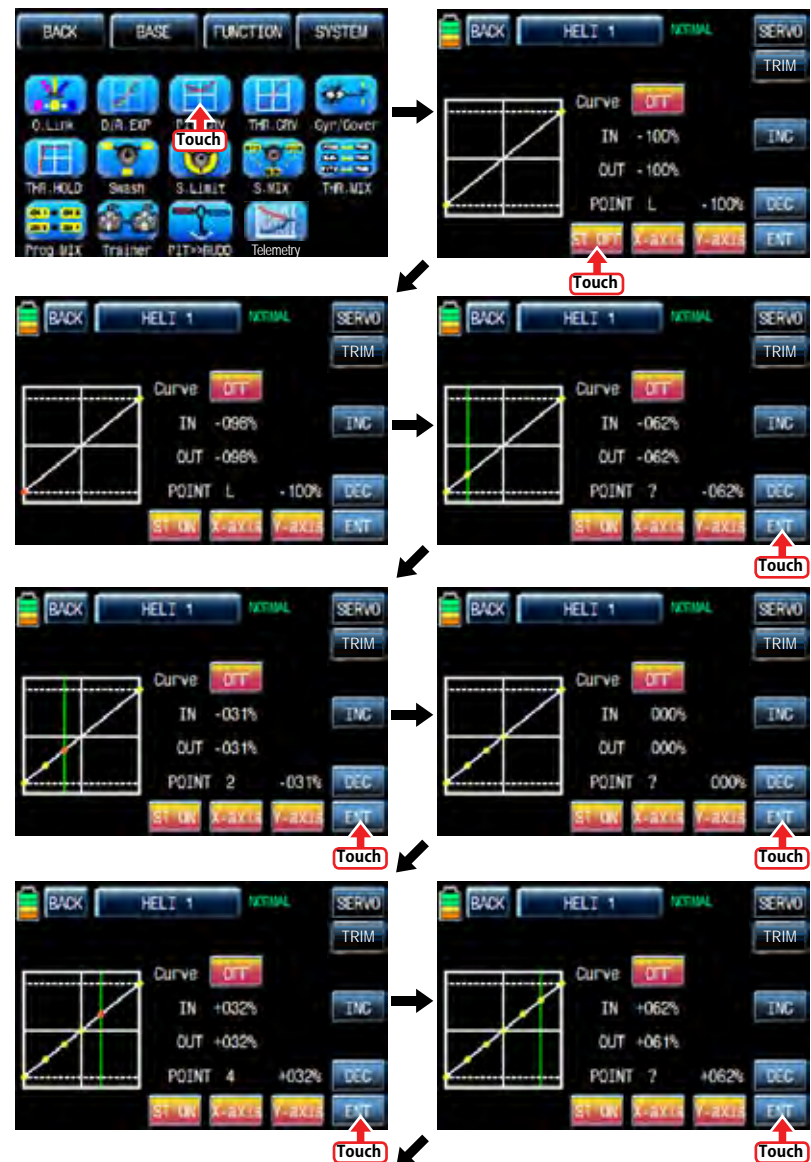 BACK BASE FUNCTION SYSTEM
D/R.EXP THR.CRV Gyr/Gover
Touch
THR.HOLD Swash S.Limit S.MIX THR.MIX
Prog.MIX Trainer PIT>>RUDD Telemetry
BACK HELI 1 NORMAL SERVO
TRIM
Curve OFF
IN -100% INC
OUT -100%
POINT L -100% DEC
ST OFF X-axis Y-axis ENT
Touch
BACK HELI 1 NORMAL SERVO
TRIM
Curve OFF
IN -098% INC
OUT -098%
POINT L -100% DEC
ST ON X-axis Y-axis ENT
BACK HELI 1 NORMAL SERVO
TRIM
Curve OFF
IN -062% INC
OUT -062%
POINT ? -062% DEC
ST ON X-axis Y-axis ENT
Touch
BACK HELI 1 NORMAL SERVO
TRIM
Curve OFF
IN -031% INC
OUT -031%
POINT 2 -031% DEC
ST ON X-axis Y-axis ENT
Touch
BACK HELI 1 NORMAL SERVO
TRIM
Curve OFF
IN 000% INC
OUT 000%
POINT ? 000% DEC
ST ON X-axis Y-axis ENT
Touch
BACK HELI 1 NORMAL SERVO
TRIM
Curve OFF
IN +032% INC
OUT +032%
POINT 4 +032% DEC
ST ON X-axis Y-axis ENT
Touch
BACK HELI 1 NORMAL SERVO
TRIM
Curve OFF
IN +062% INC
OUT +061%
POINT ? +062% DEC
ST ON X-axis Y-axis ENT
Touch